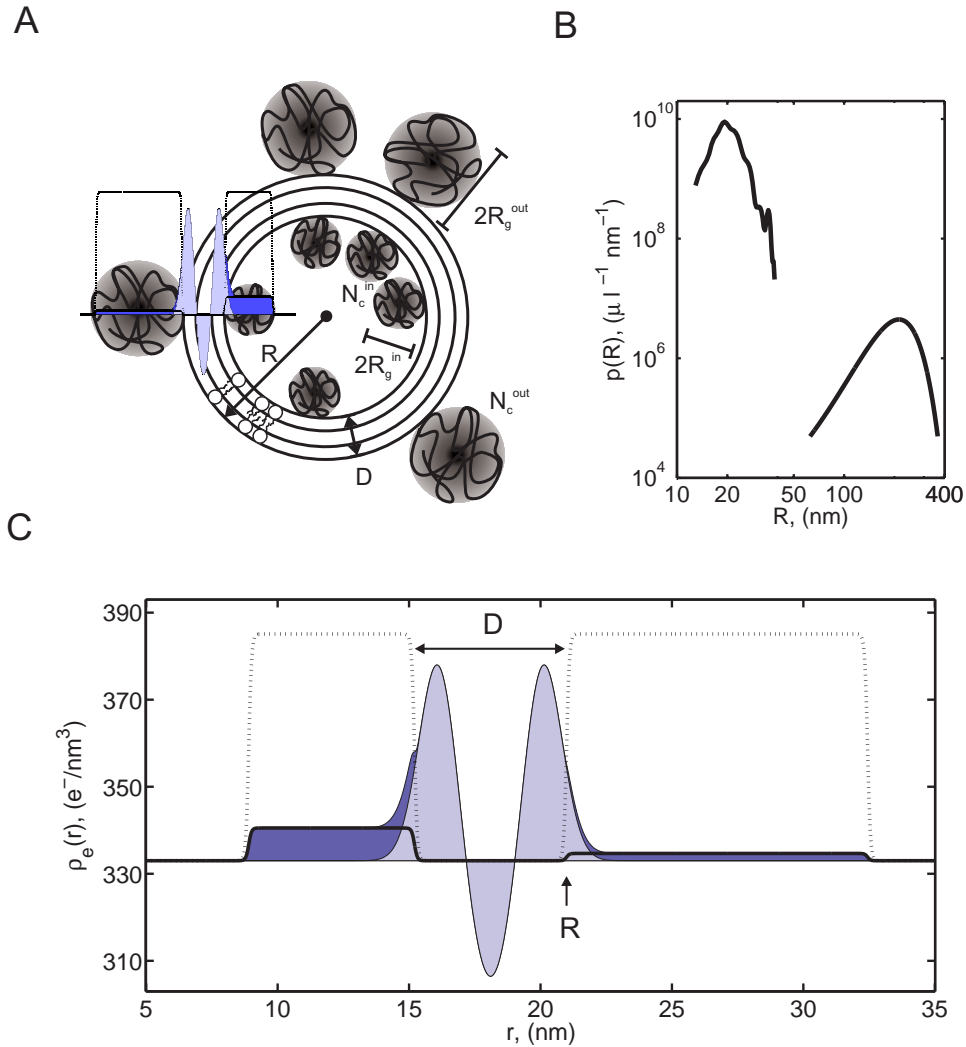 A
B
2R_g^out
N_c^in
R
2R_g^in
N_c^out
D
p(R), (μ l^-1 nm^-1)
10^10
10^8
10^6
10^4
10 20 50 100 400
R, (nm)
C
ρ_e(r), (e^-/nm^3)
390
370
350
330
310
D
R
5 10 15 20 25 30 35
r, (nm)